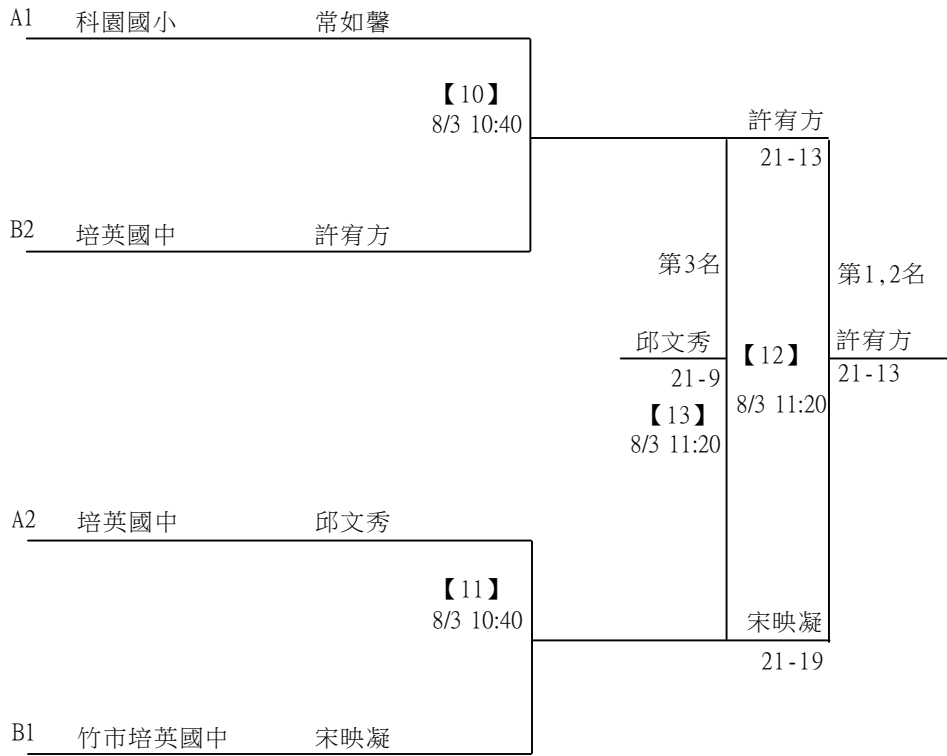 A1 科園國小 常如馨
【10】
8/3 10:40
許宥方
21-13
B2 培英國中 許宥方
第3名
第1,2名
邱文秀
【12】
許宥方
21-9
21-13
8/3 11:20
【13】
8/3 11:20
A2 培英國中 邱文秀
【11】
8/3 10:40
宋映凝
21-19
B1 竹市培英國中 宋映凝